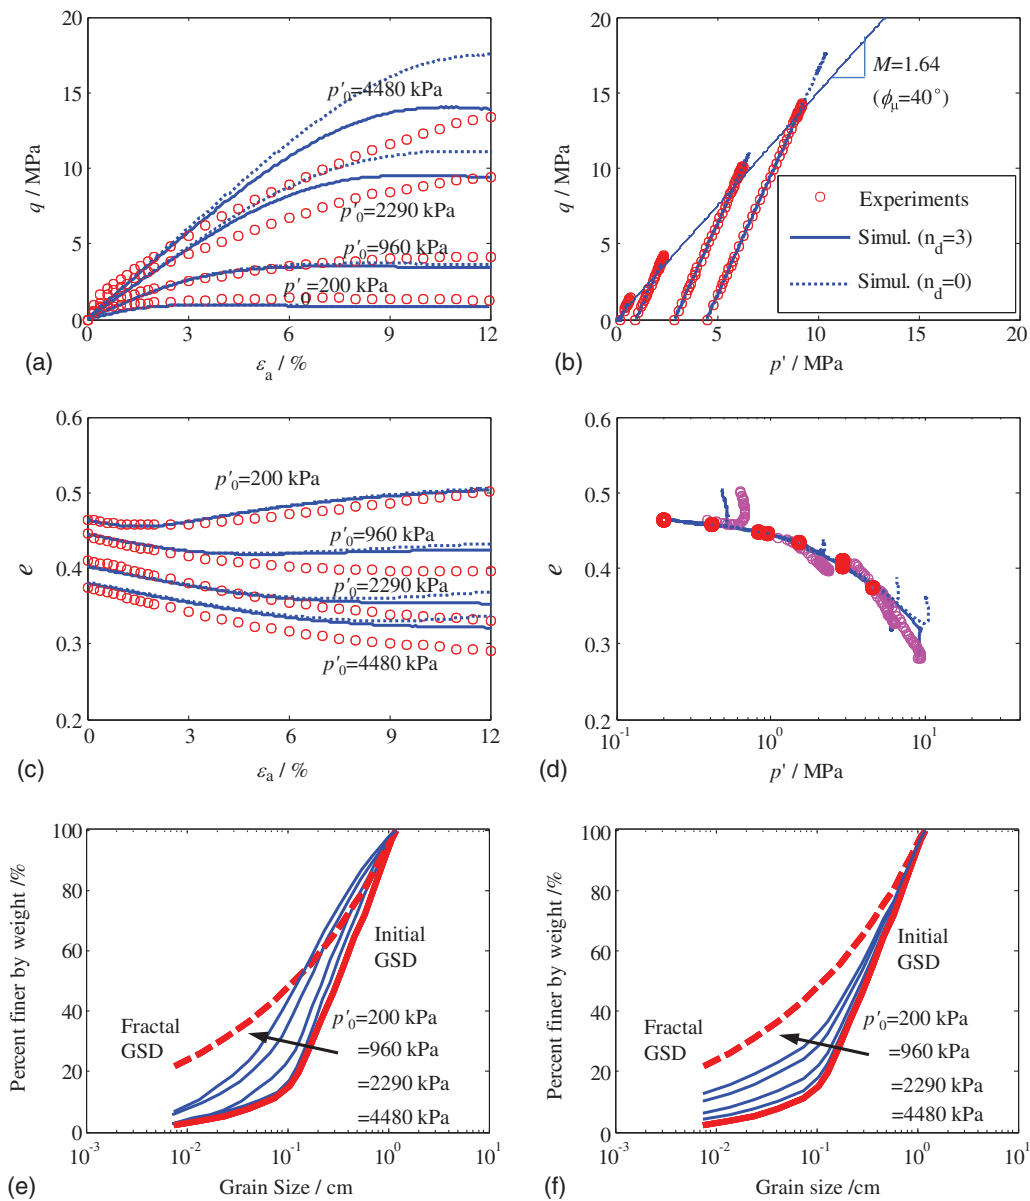 20
15
10
5
0
q / MPa
p'0=4480 kPa
p'0=2290 kPa
p'0=960 kPa
p'0=200 kPa
0 3 6 9 12
(a)
εa / %
20
15
10
5
0
q / MPa
M=1.64
(ϕμ=40°)
Experiments
Simul. (nd=3)
Simul. (nd=0)
0 5 10 15 20
(b)
p' / MPa
0.6
0.5
0.4
0.3
0.2
e
p'0=200 kPa
p'0=960 kPa
p'0=2290 kPa
p'0=4480 kPa
0 3 6 9 12
(c)
εa / %
0.6
0.5
0.4
0.3
0.2
e
10-1 100 101
(d)
p' / MPa
100
80
60
40
20
0
Percent finer by weight /%
Initial
GSD
Fractal
GSD
p'0=200 kPa
=960 kPa
=2290 kPa
=4480 kPa
10-3 10-2 10-1 100 101
(e)
Grain Size / cm
100
80
60
40
20
0
Percent finer by weight /%
Initial
GSD
Fractal
GSD
p'0=200 kPa
=960 kPa
=2290 kPa
=4480 kPa
10-3 10-2 10-1 100 101
(f)
Grain size / cm